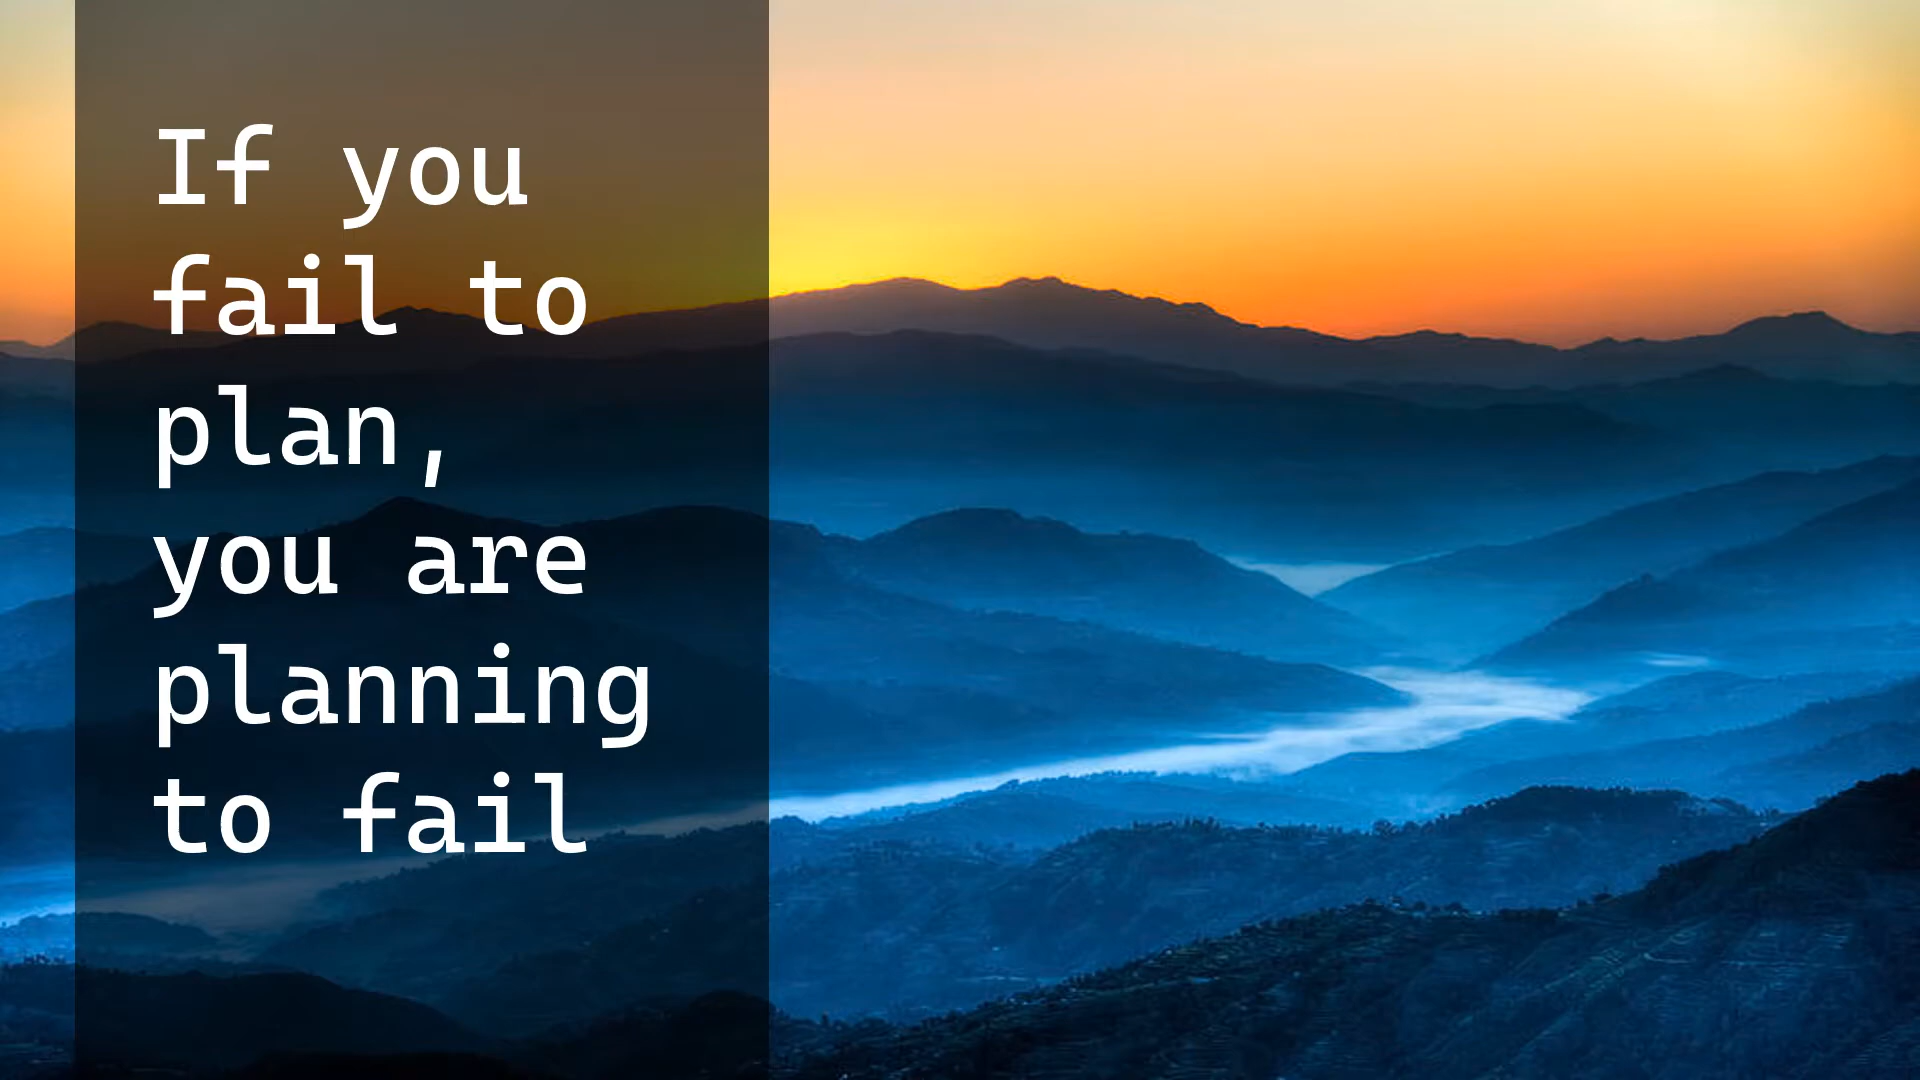 If you
fail to
plan,
you are
planning
to fail